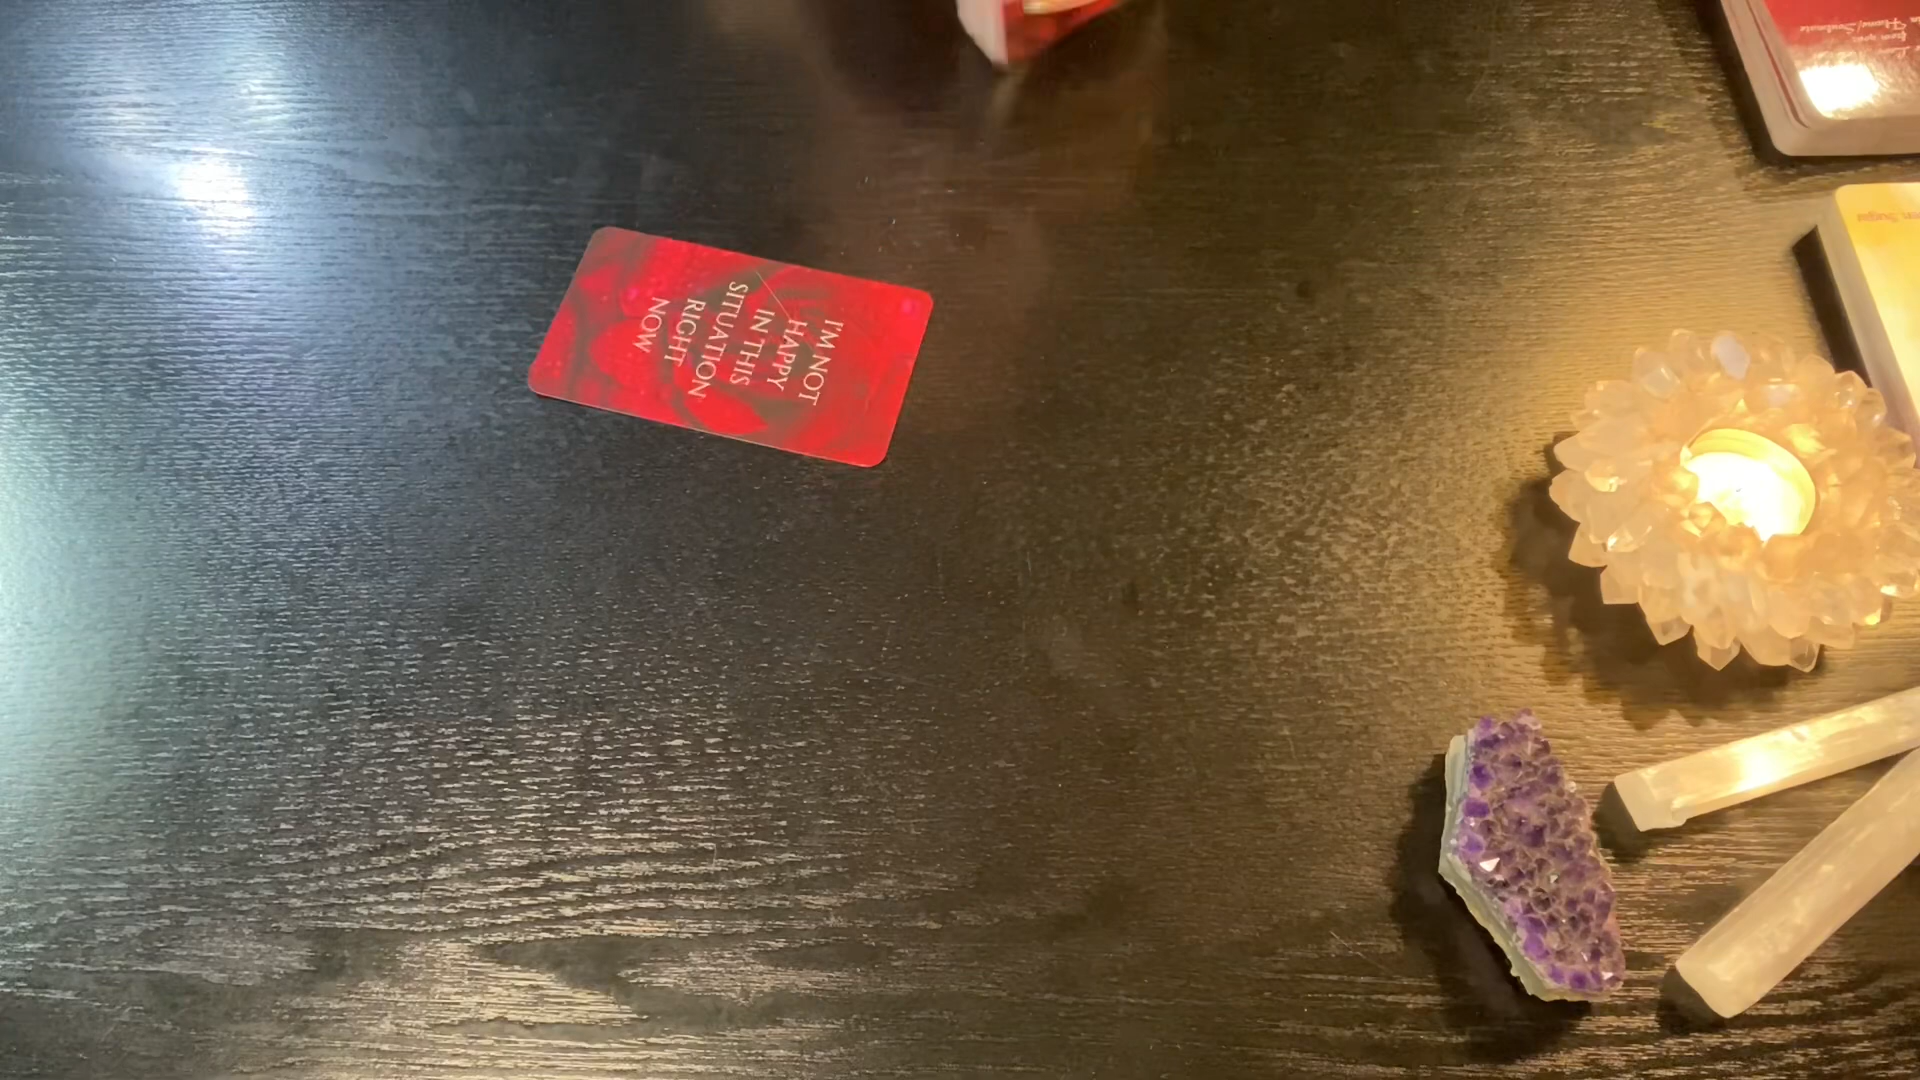 I'M NOT
HAPPY
IN THIS
SITUATION
RIGHT
NOW